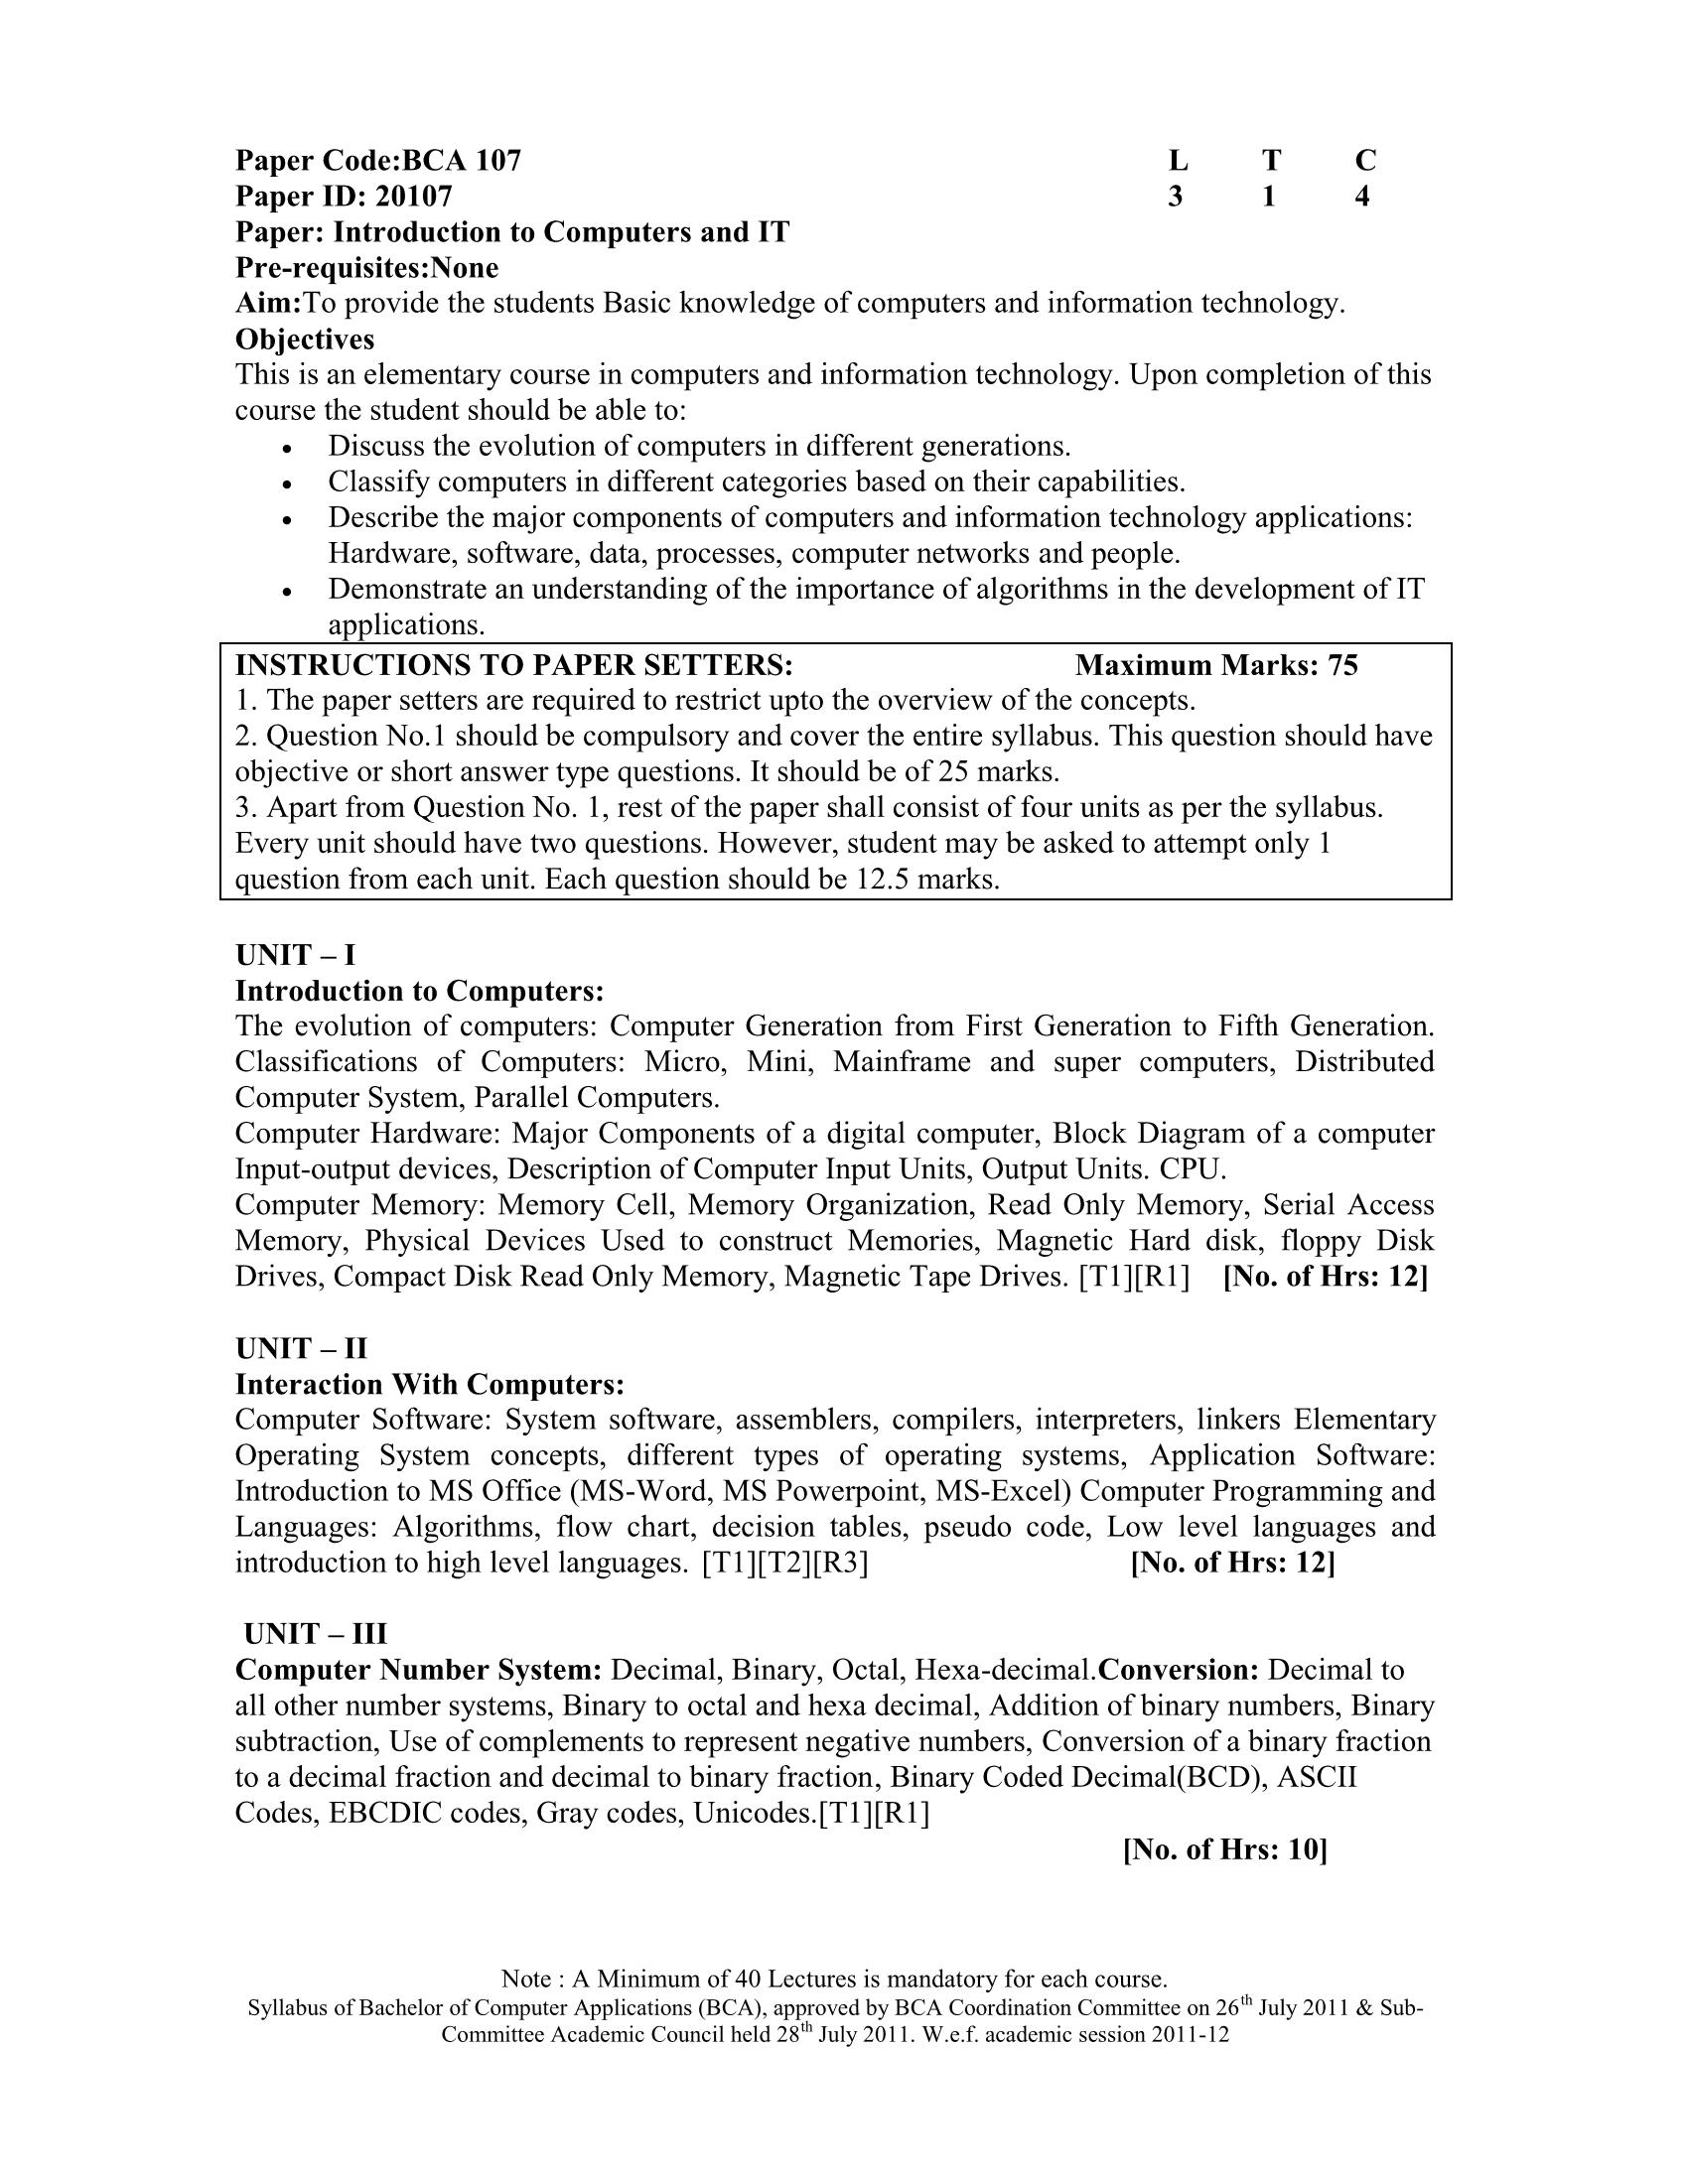 Paper Code:BCA 107 L T C
Paper ID: 20107 3 1 4
Paper: Introduction to Computers and IT
Pre-requisites:None
Aim:To provide the students Basic knowledge of computers and information technology.
Objectives
This is an elementary course in computers and information technology. Upon completion of this
course the student should be able to:
• Discuss the evolution of computers in different generations.
• Classify computers in different categories based on their capabilities.
• Describe the major components of computers and information technology applications:
Hardware, software, data, processes, computer networks and people.
• Demonstrate an understanding of the importance of algorithms in the development of IT
applications.
INSTRUCTIONS TO PAPER SETTERS: Maximum Marks: 75
1. The paper setters are required to restrict upto the overview of the concepts.
2. Question No.1 should be compulsory and cover the entire syllabus. This question should have
objective or short answer type questions. It should be of 25 marks.
3. Apart from Question No. 1, rest of the paper shall consist of four units as per the syllabus.
Every unit should have two questions. However, student may be asked to attempt only 1
question from each unit. Each question should be 12.5 marks.
UNIT – I
Introduction to Computers:
The evolution of computers: Computer Generation from First Generation to Fifth Generation.
Classifications of Computers: Micro, Mini, Mainframe and super computers, Distributed
Computer System, Parallel Computers.
Computer Hardware: Major Components of a digital computer, Block Diagram of a computer
Input-output devices, Description of Computer Input Units, Output Units. CPU.
Computer Memory: Memory Cell, Memory Organization, Read Only Memory, Serial Access
Memory, Physical Devices Used to construct Memories, Magnetic Hard disk, floppy Disk
Drives, Compact Disk Read Only Memory, Magnetic Tape Drives. [T1][R1] [No. of Hrs: 12]
UNIT – II
Interaction With Computers:
Computer Software: System software, assemblers, compilers, interpreters, linkers Elementary
Operating System concepts, different types of operating systems, Application Software:
Introduction to MS Office (MS-Word, MS Powerpoint, MS-Excel) Computer Programming and
Languages: Algorithms, flow chart, decision tables, pseudo code, Low level languages and
introduction to high level languages. [T1][T2][R3] [No. of Hrs: 12]
UNIT – III
Computer Number System: Decimal, Binary, Octal, Hexa-decimal.Conversion: Decimal to
all other number systems, Binary to octal and hexa decimal, Addition of binary numbers, Binary
subtraction, Use of complements to represent negative numbers, Conversion of a binary fraction
to a decimal fraction and decimal to binary fraction, Binary Coded Decimal(BCD), ASCII
Codes, EBCDIC codes, Gray codes, Unicodes.[T1][R1]
[No. of Hrs: 10]
Note : A Minimum of 40 Lectures is mandatory for each course.
Syllabus of Bachelor of Computer Applications (BCA), approved by BCA Coordination Committee on 26th July 2011 & Sub-
Committee Academic Council held 28th July 2011. W.e.f. academic session 2011-12